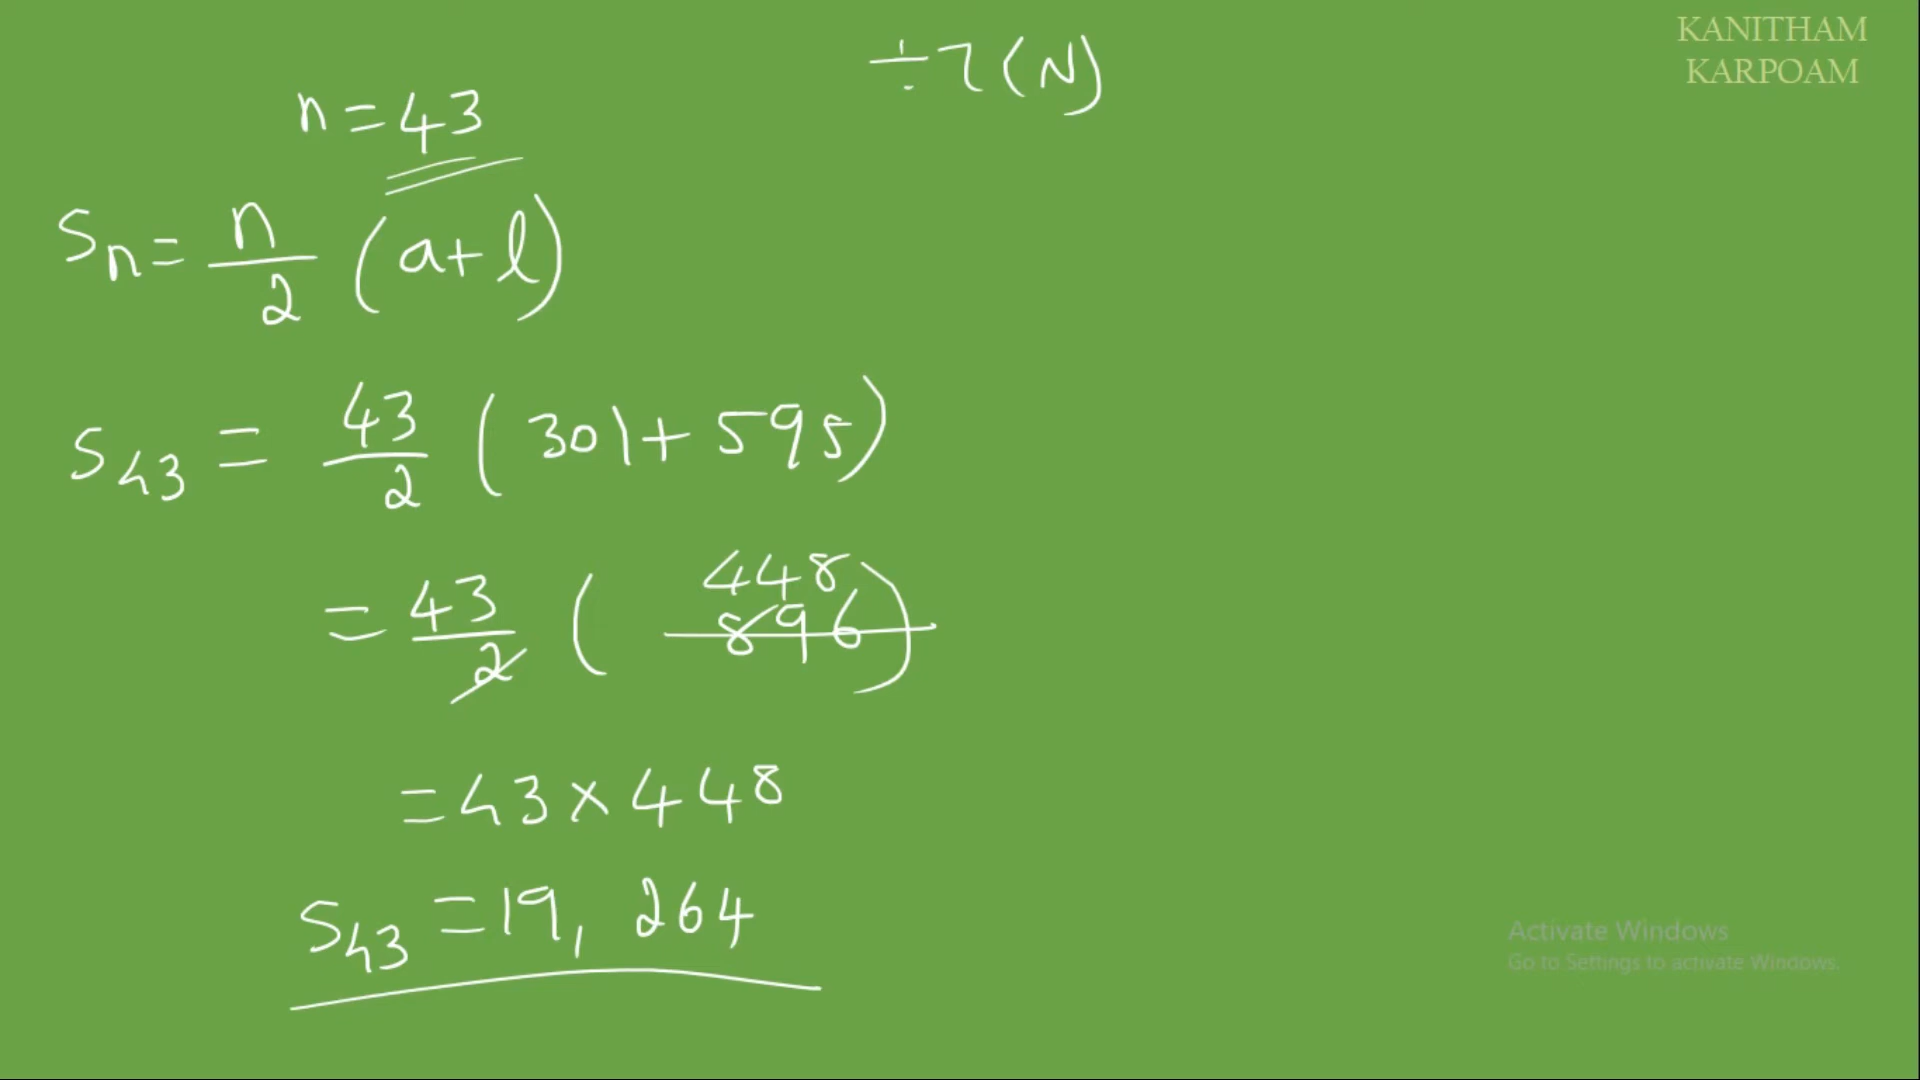 KANITHAM
KARPOAM
÷7(N)
n=43
Sn= n/2 (a+l)
S43 = 43/2 (301+595)
= 43/2 (896) 448
=43×448
S43 =19, 264
Activate Windows
Go to Settings to activate Windows.